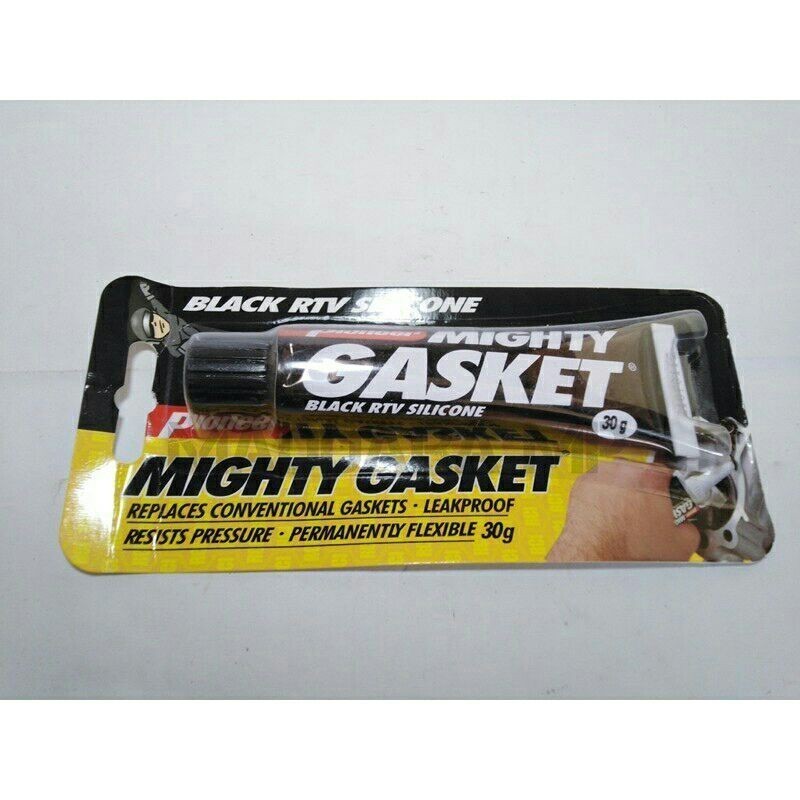 BLACK RTV SILICONE
Pioneer MIGHTY
GASKET®
BLACK RTV SILICONE
30g
Pioneer
MIGHTY GASKET
REPLACES CONVENTIONAL GASKETS · LEAKPROOF
RESISTS PRESSURE · PERMANENTLY FLEXIBLE 30g